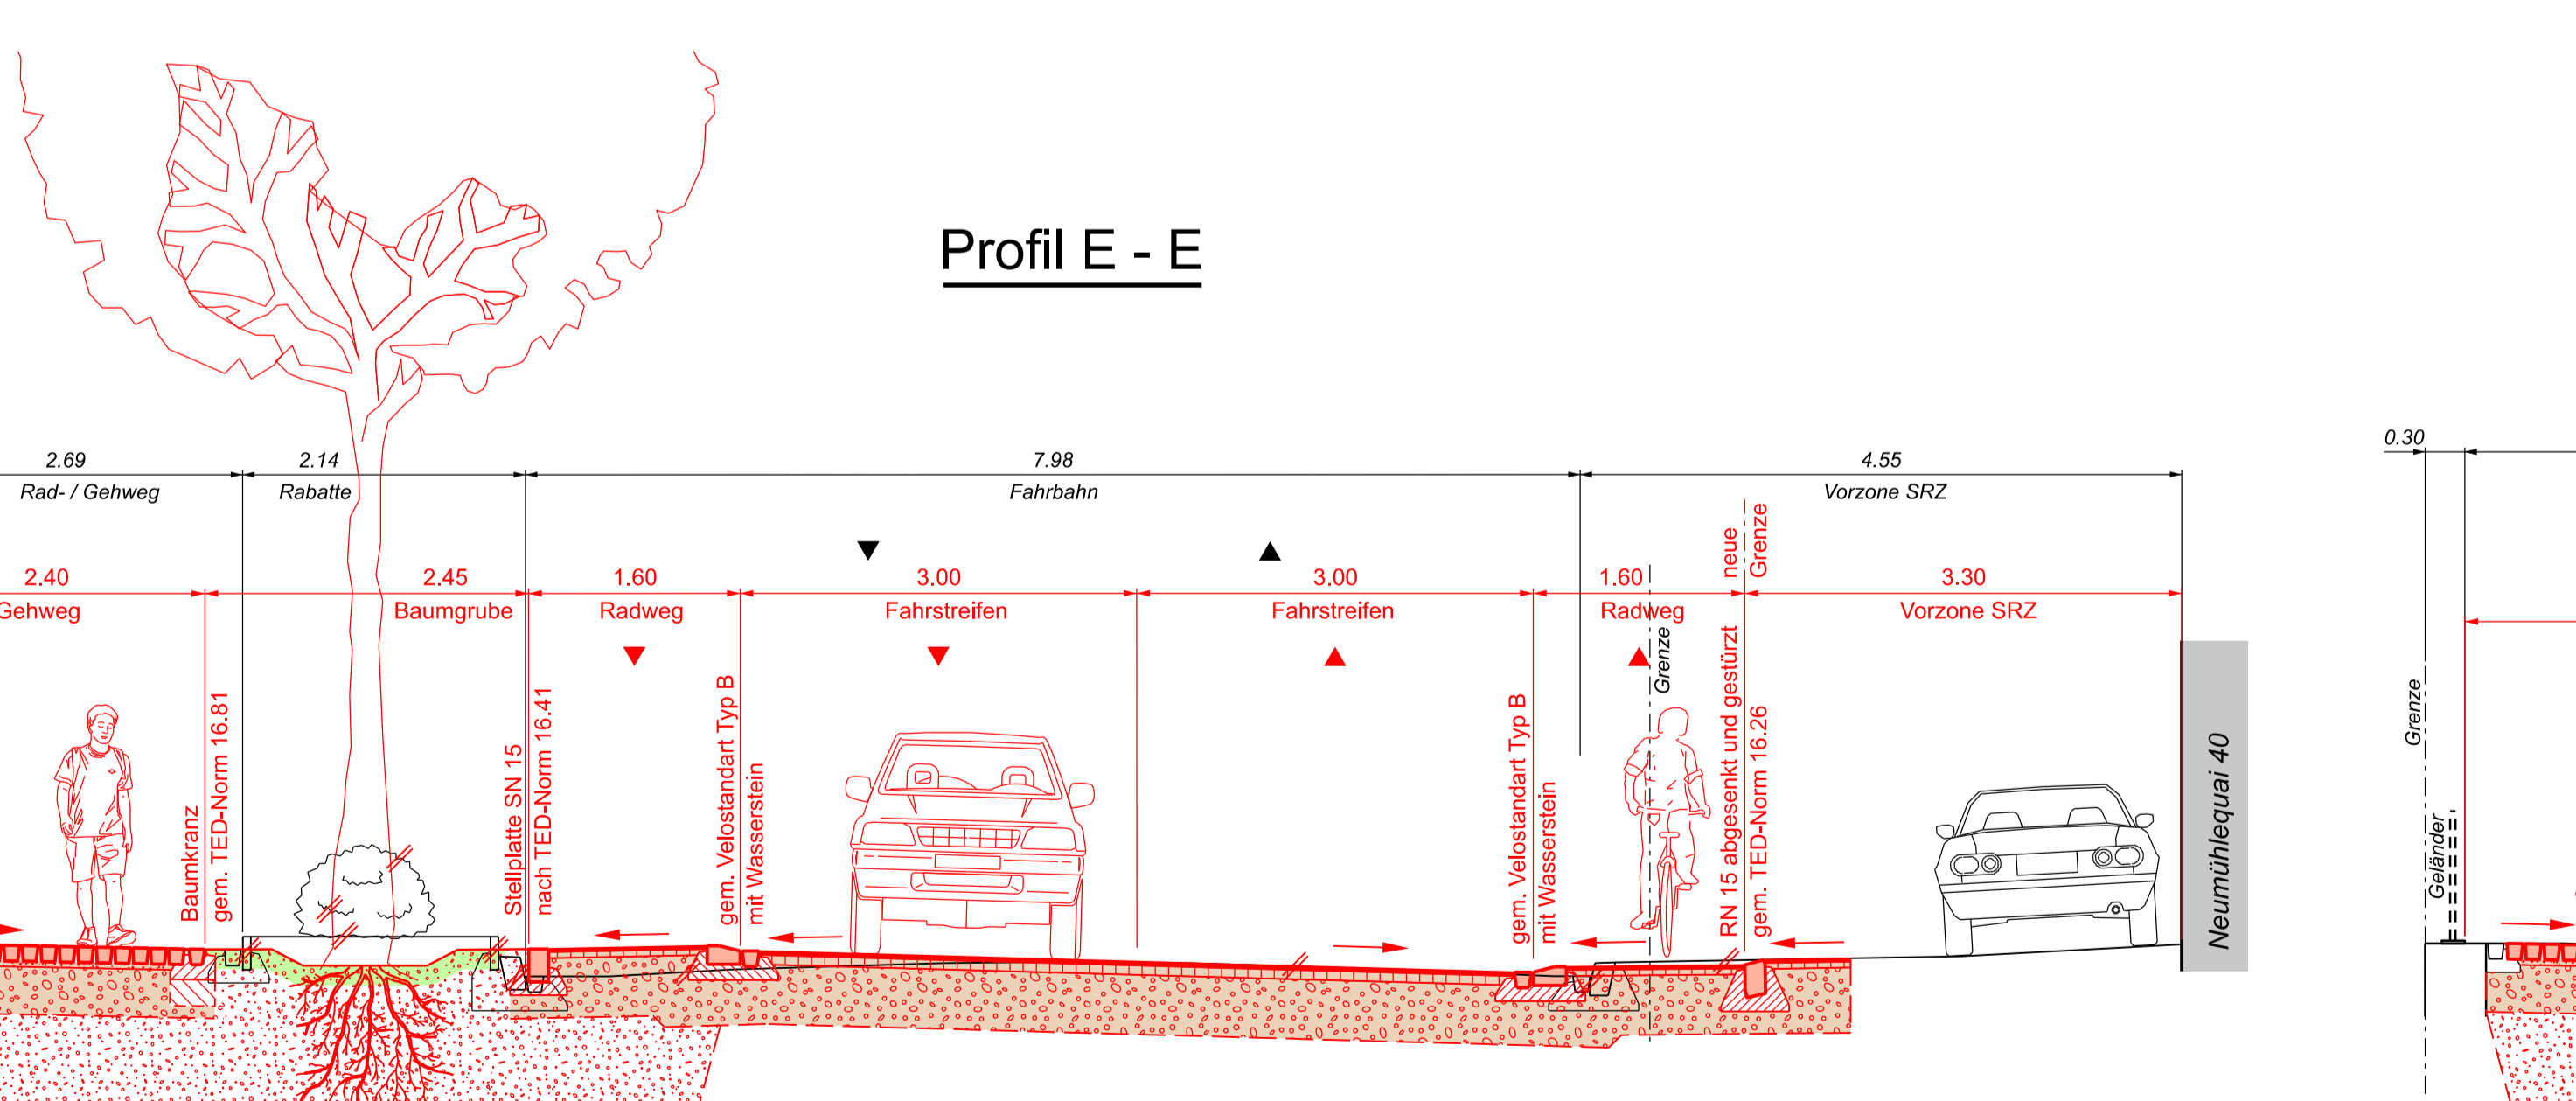 Profil E - E
0.30
2.69
2.14
7.98
4.55
Rad- / Gehweg
Rabatte
Fahrbahn
Vorzone SRZ
neue
Grenze
2.40
2.45
1.60
3.00
3.00
1.60
3.30
Gehweg
Baumgrube
Radweg
Fahrstreifen
Fahrstreifen
Radweg
Vorzone SRZ
Baumkranz
gem. TED-Norm 16.81
Stellplatte SN 15
nach TED-Norm 16.41
gem. Velostandart Typ B
mit Wasserstein
gem. Velostandart Typ B
mit Wasserstein
Grenze
RN 15 abgesenkt und gestürzt
gem. TED-Norm 16.26
Neumühlequai 40
Grenze
Geländer